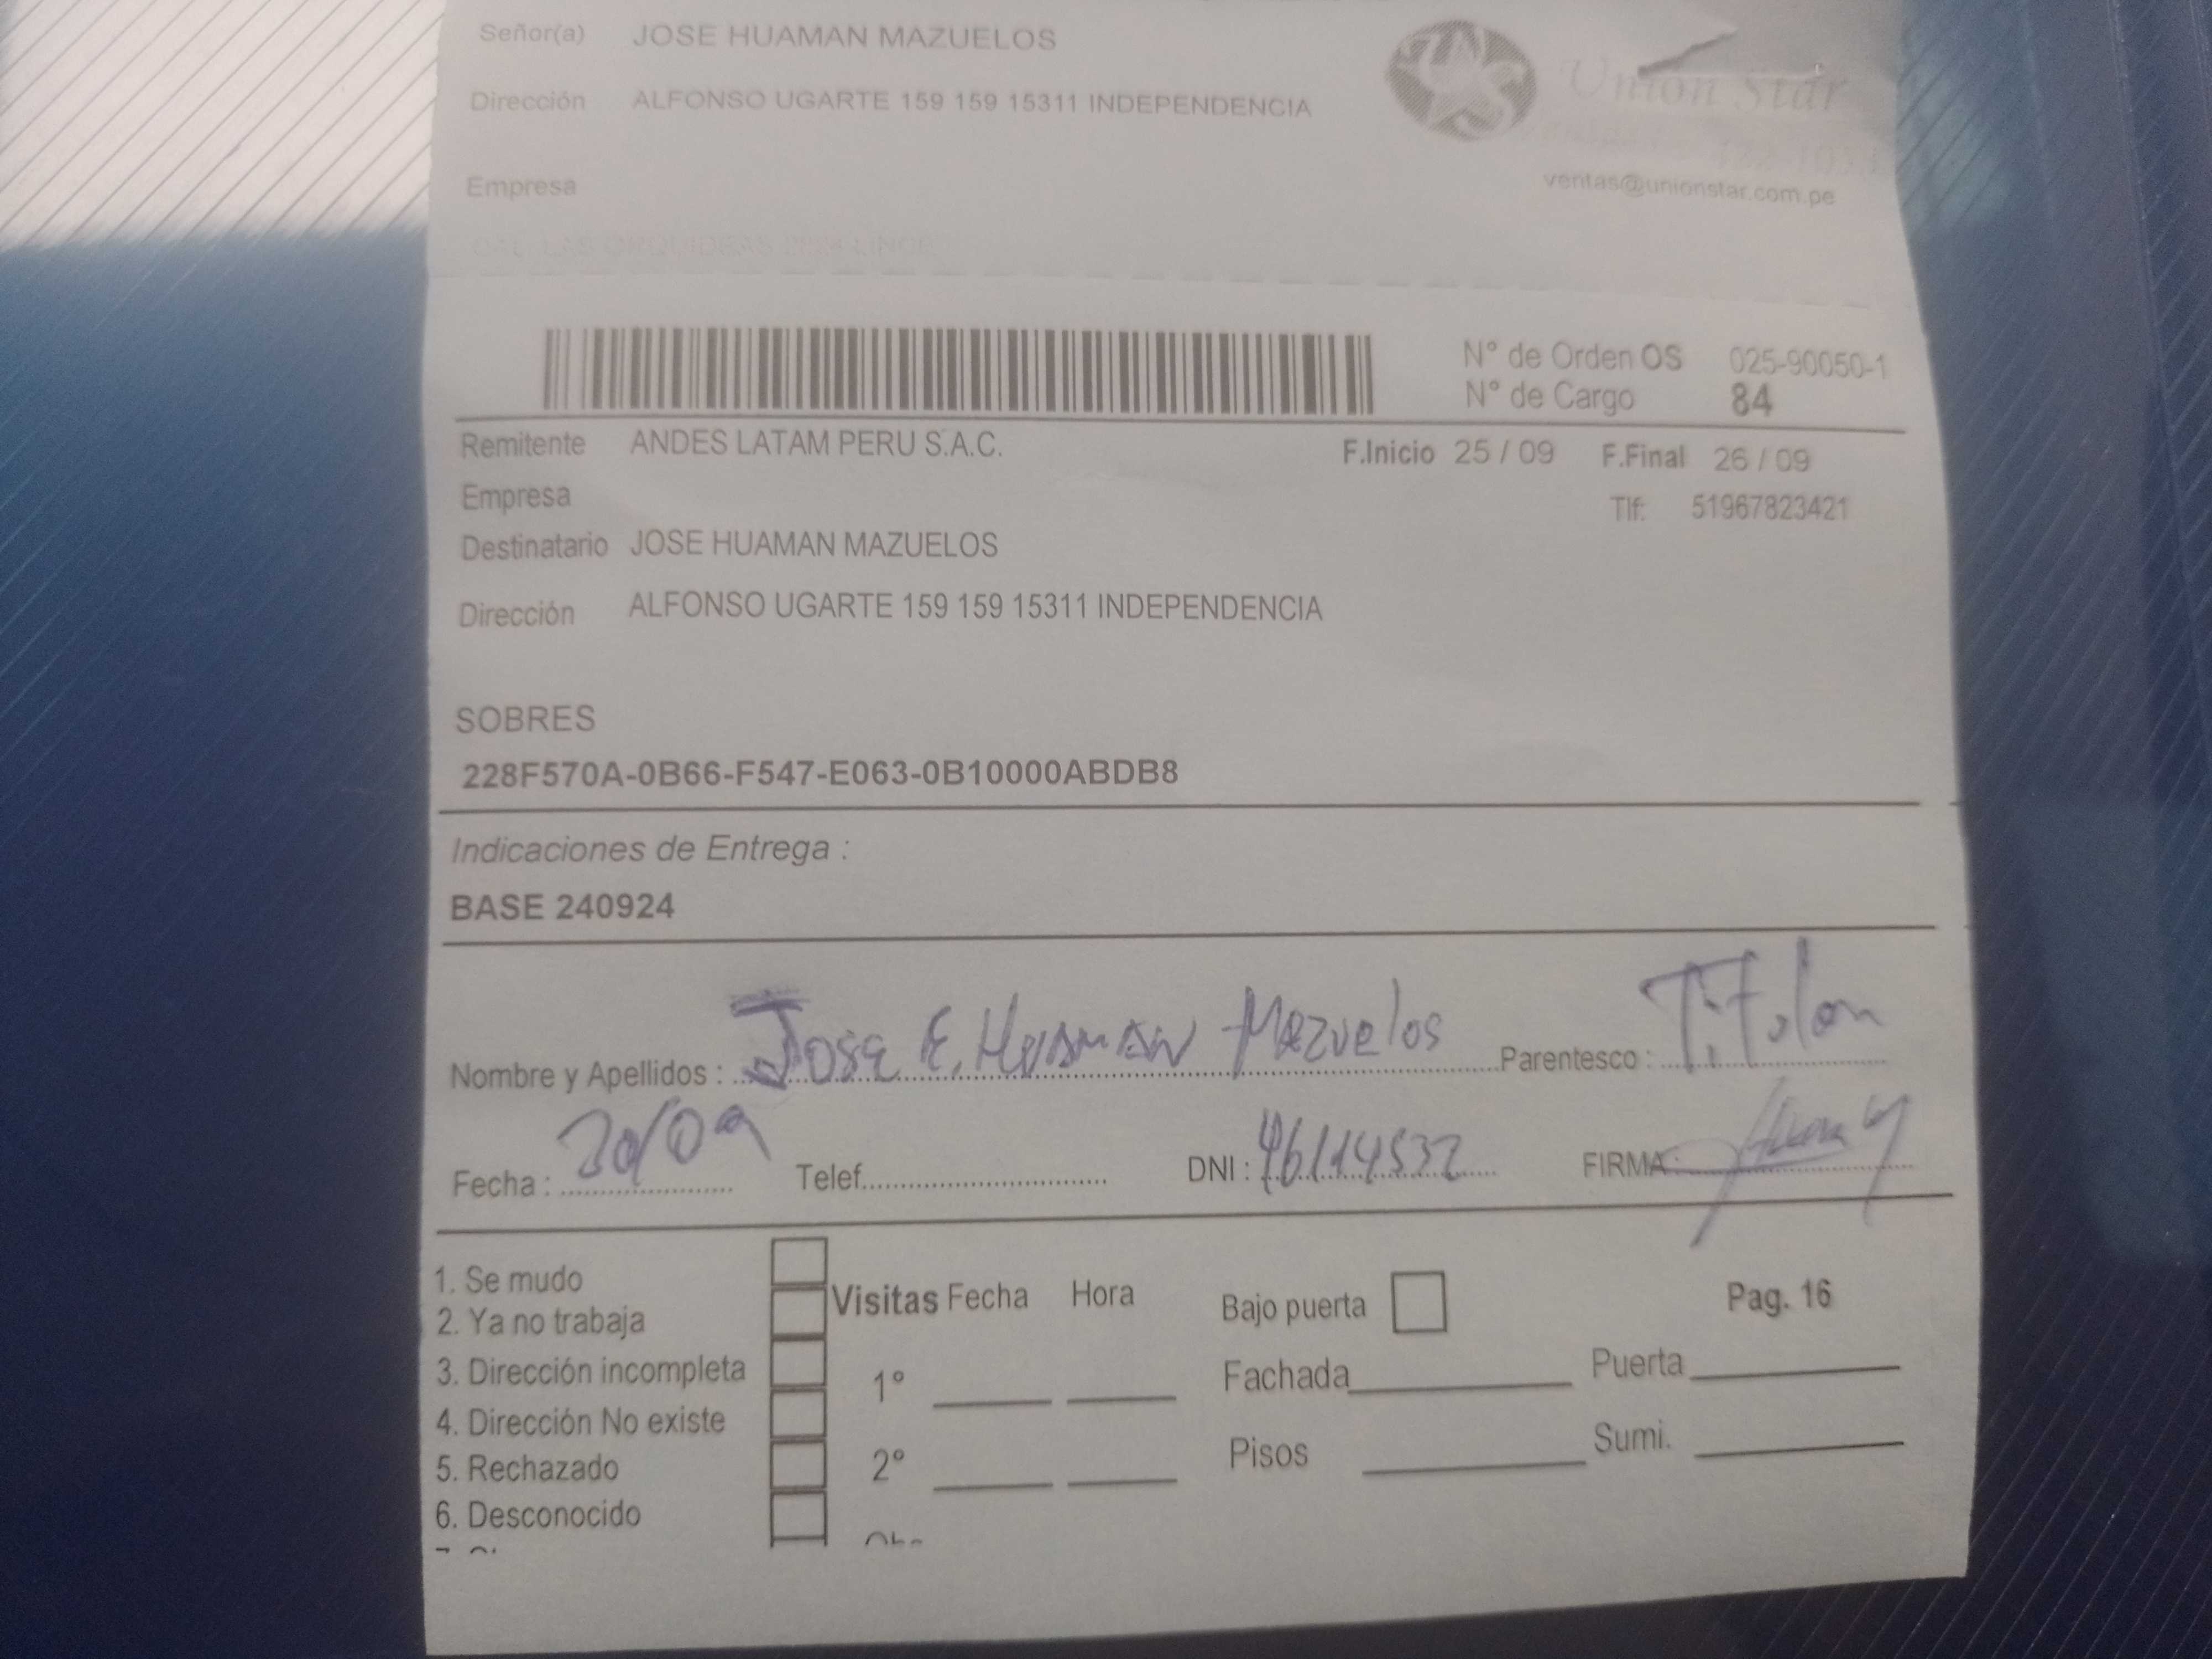 Señor(a) JOSE HUAMAN MAZUELOS
Union Star
Dirección ALFONSO UGARTE 159 159 15311 INDEPENDENCIA
Empresa
ventas@unionstar.com.pe
N° de Orden OS 025-90050-1
N° de Cargo 84
Remitente ANDES LATAM PERU S.A.C. F.Inicio 25 / 09 F.Final 26 / 09
Empresa Tlf: 51967823421
Destinatario JOSE HUAMAN MAZUELOS
Dirección ALFONSO UGARTE 159 159 15311 INDEPENDENCIA
SOBRES
228F570A-0B66-F547-E063-0B10000ABDB8
Indicaciones de Entrega :
BASE 240924
Nombre y Apellidos : Jose E. Huaman Mazuelos Parentesco : Titular
Fecha : /09 Telef. DNI : 46114532 FIRMA :
1. Se mudo
2. Ya no trabaja
3. Dirección incompleta
4. Dirección No existe
5. Rechazado
6. Desconocido
Visitas Fecha Hora
1°
2°
Bajo puerta
Pag. 16
Fachada Puerta
Pisos Sumi.